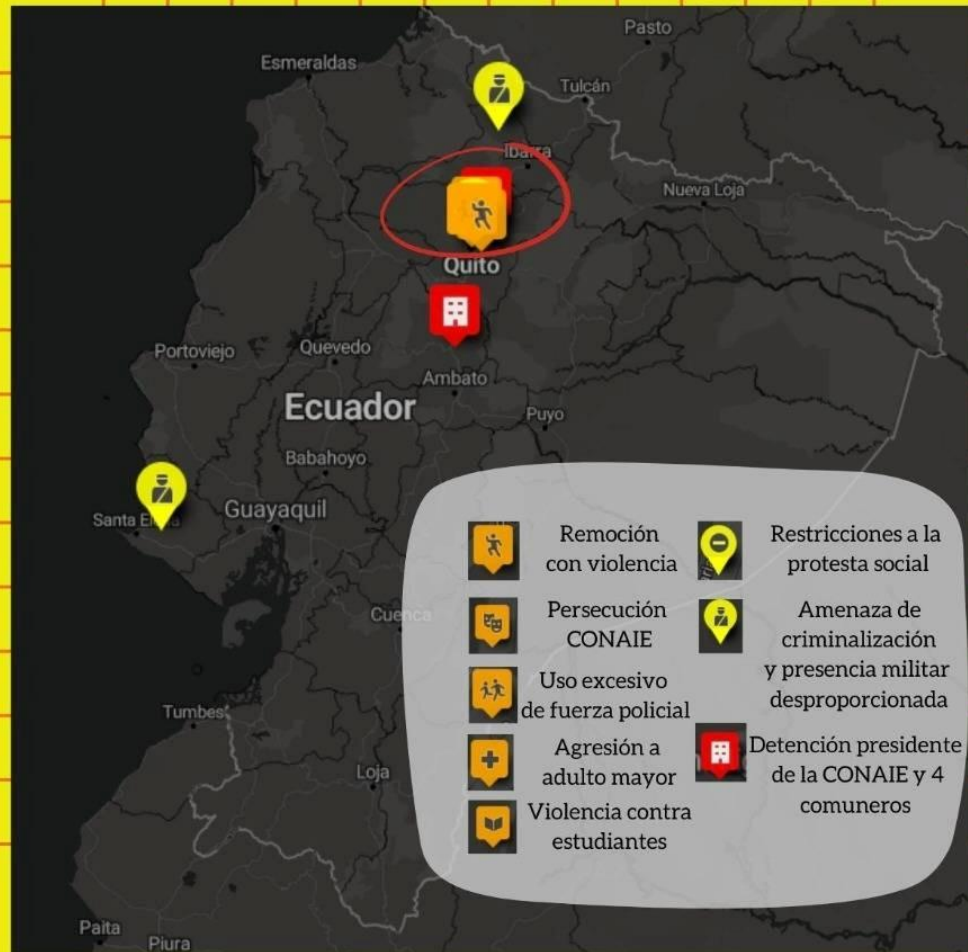 Pasto
Esmeraldas
Tulcán
Ibarra
Nueva Loja
Quito
Portoviejo
Quevedo
Ambato
Ecuador
Puyo
Babahoyo
Santa Elena
Guayaquil
Cuenca
Tumbes
Loja
Paita
Piura
Remoción
con violencia
Persecución
CONAIE
Uso excesivo
de fuerza policial
Agresión a
adulto mayor
Violencia contra
estudiantes
Restricciones a la
protesta social
Amenaza de
criminalización
y presencia militar
desproporcionada
Detención presidente
de la CONAIE y 4
comuneros